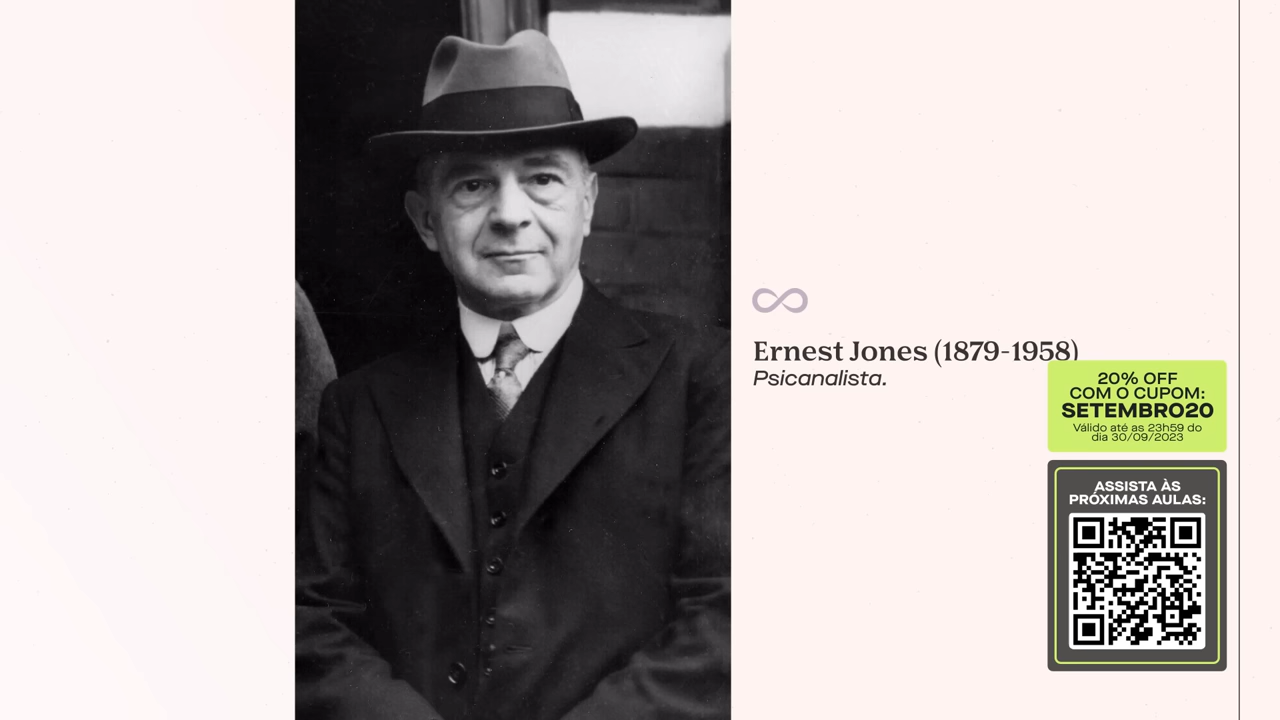 Ernest Jones (1879-1958)
Psicanalista.
20% OFF
COM O CUPOM:
SETEMBRO20
Válido até as 23h59 do
dia 30/09/2023
ASSISTA ÀS
PRÓXIMAS AULAS: